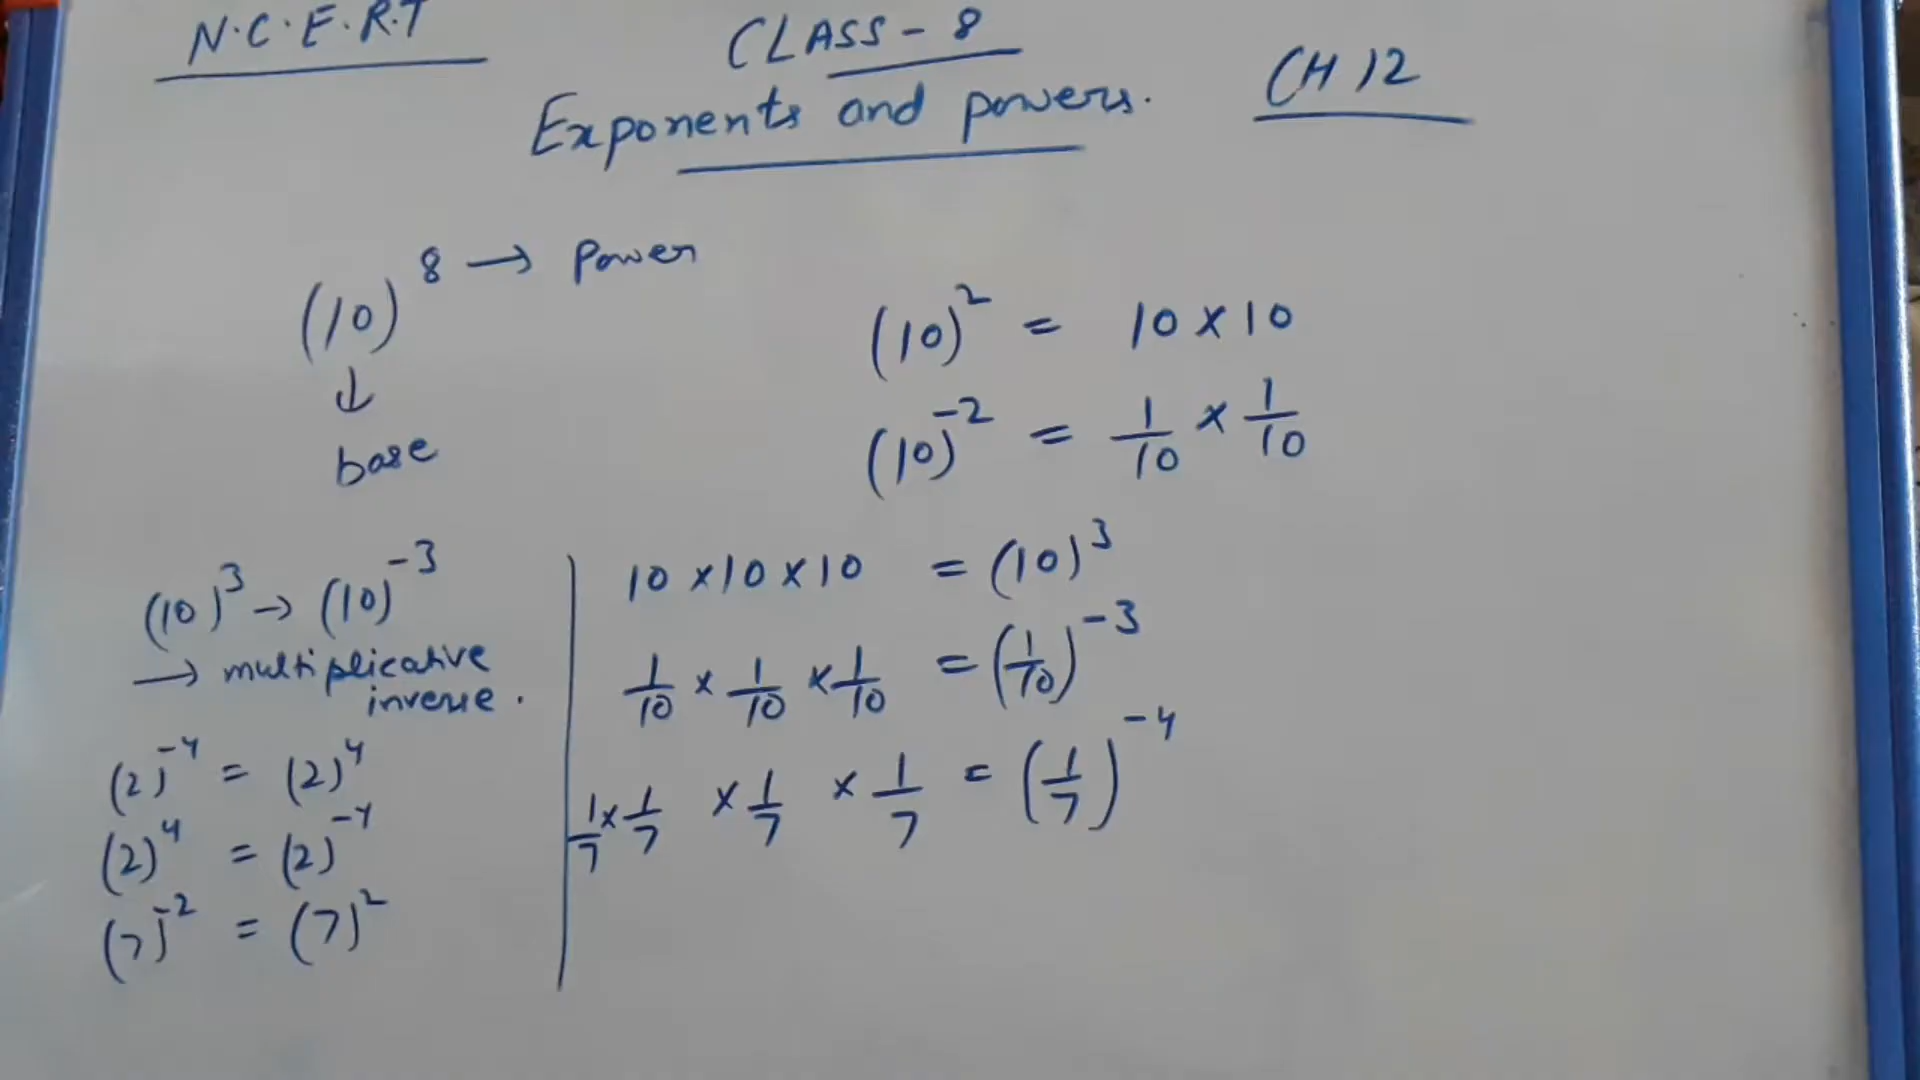 N.C.E.R.T
CLASS - 8
Exponents and powers.
CH 12
(10)^8 → Power
↓
base
(10)^2 = 10 × 10
(10)^-2 = 1/10 × 1/10
(10)^3 → (10)^-3
→ multiplicative
inverse.
(2)^-4 = (2)^4
(2)^4 = (2)^-4
(7)^-2 = (7)^2
10 × 10 × 10 = (10)^3
1/10 × 1/10 × 1/10 = (1/10)^-3
1/7 × 1/7 × 1/7 × 1/7 = (1/7)^-4